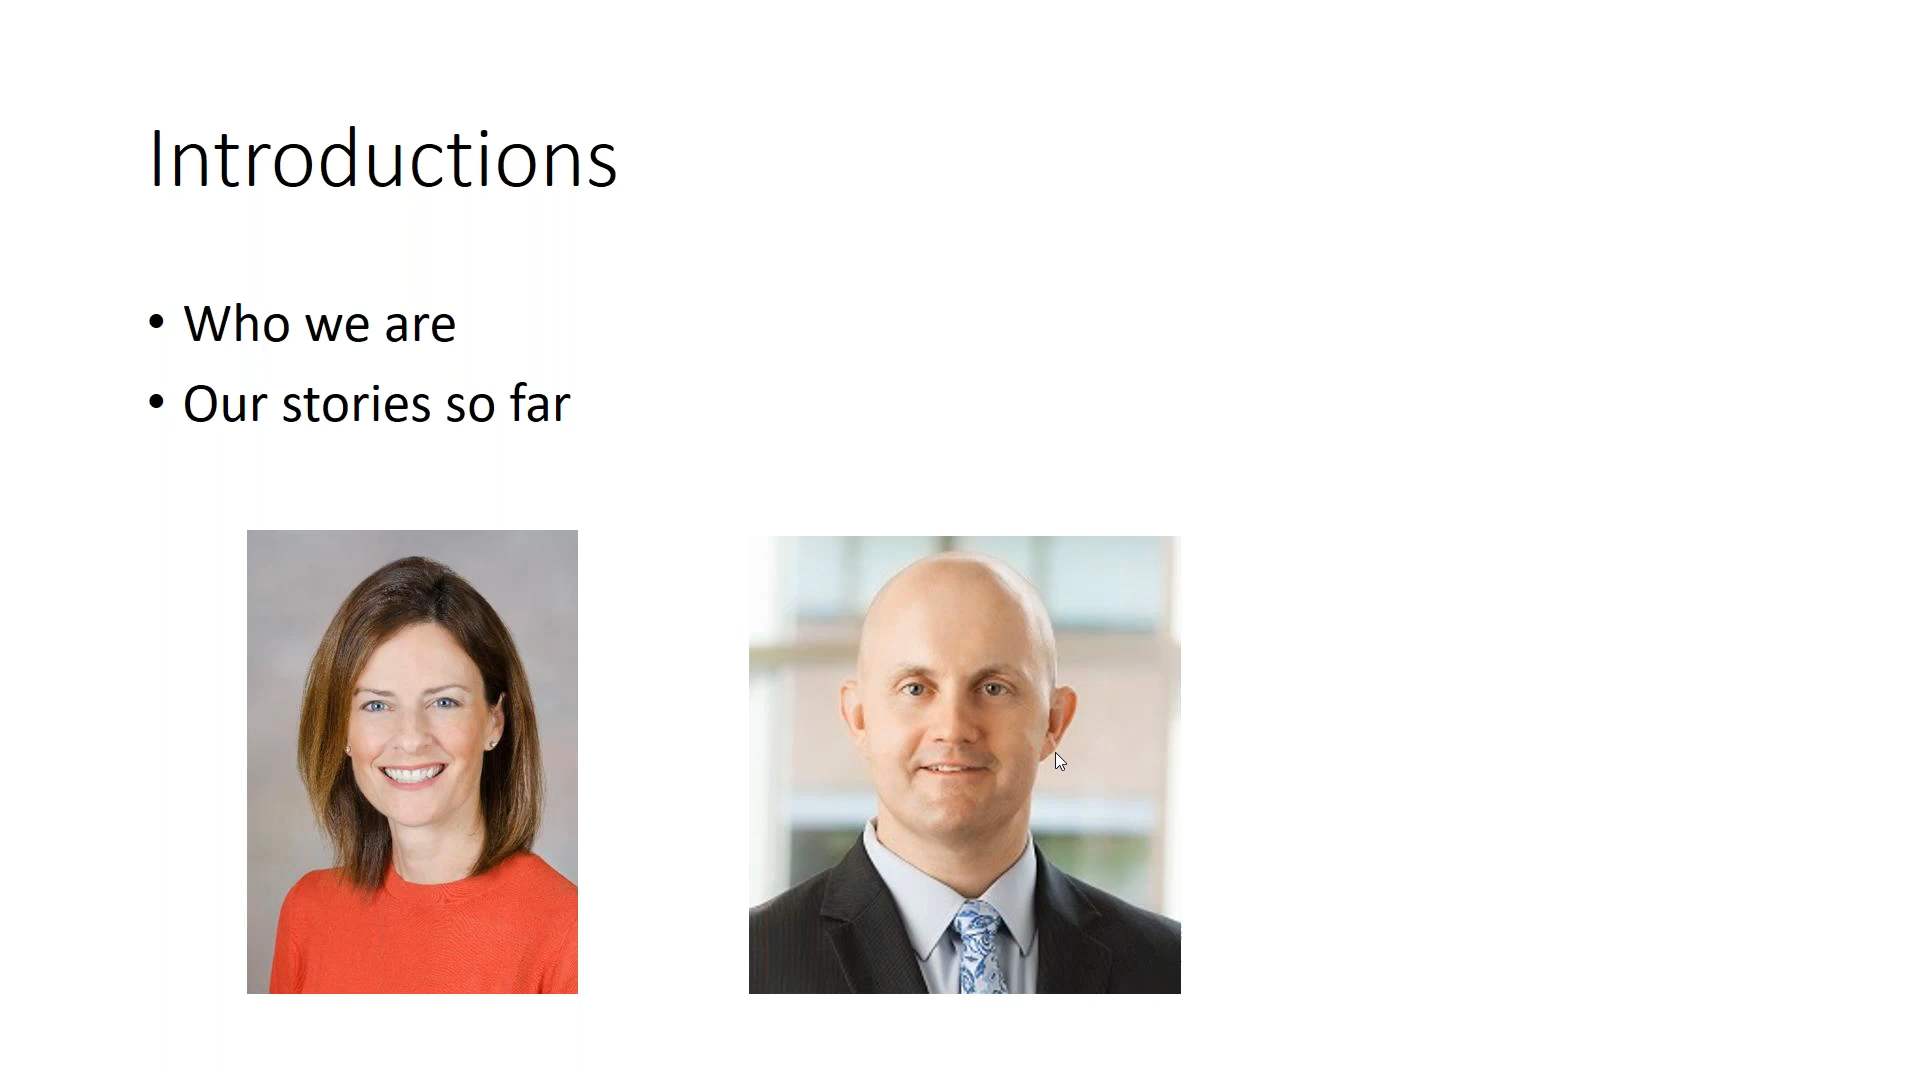 Introductions
• Who we are
• Our stories so far